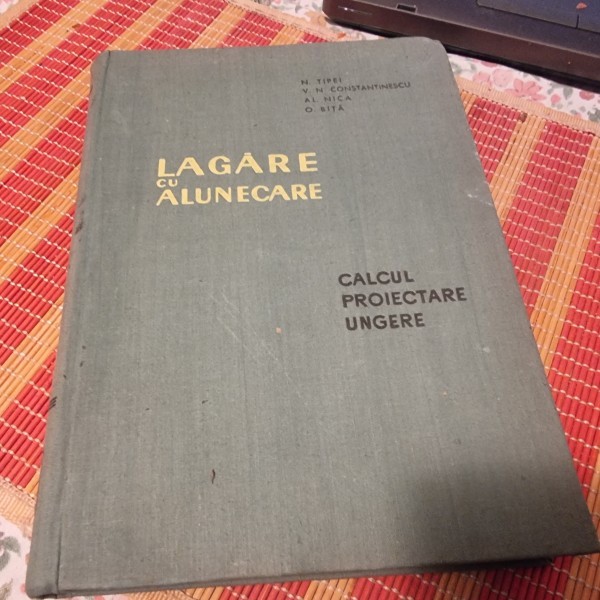 N. TIPEI
V. N. CONSTANTINESCU
AL. NICA
O. BIȚĂ
LAGĂRE
CU
ALUNECARE
CALCUL
PROIECTARE
UNGERE